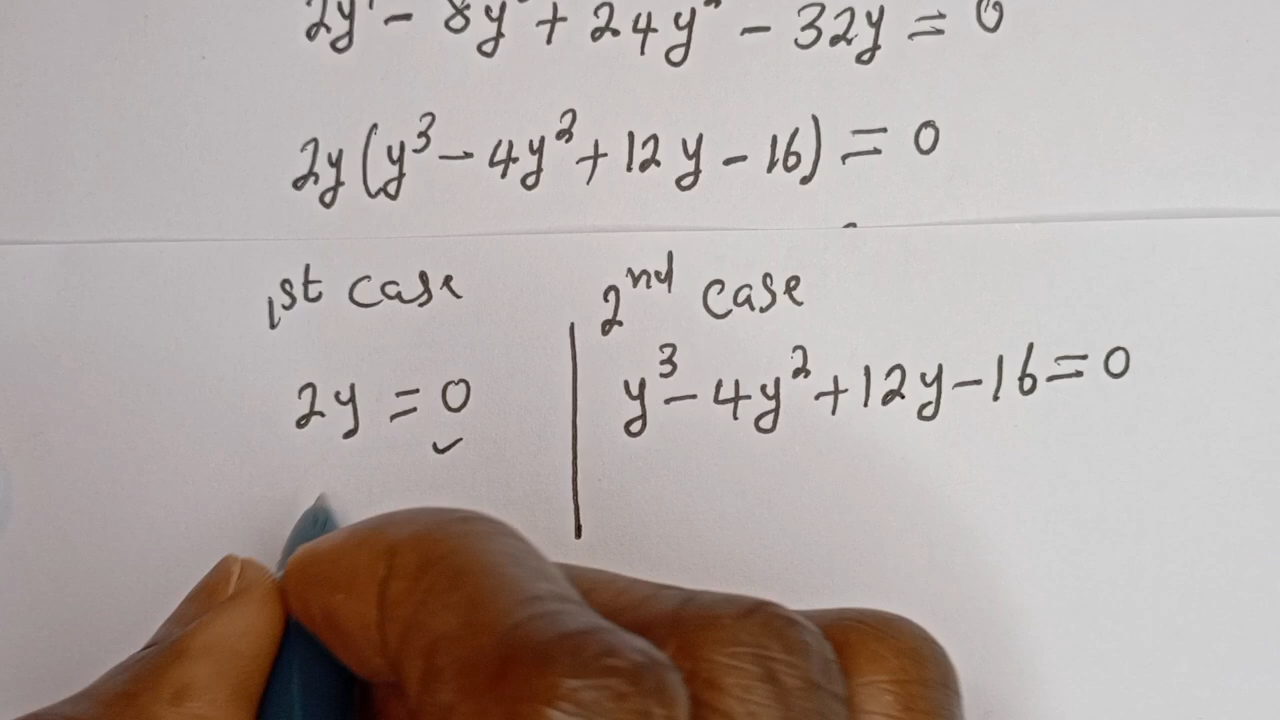 2y⁴ - 8y³ + 24y² - 32y = 0
2y(y³ - 4y² + 12y - 16) = 0
1st case 2nd case
2y = 0 y³ - 4y² + 12y - 16 = 0